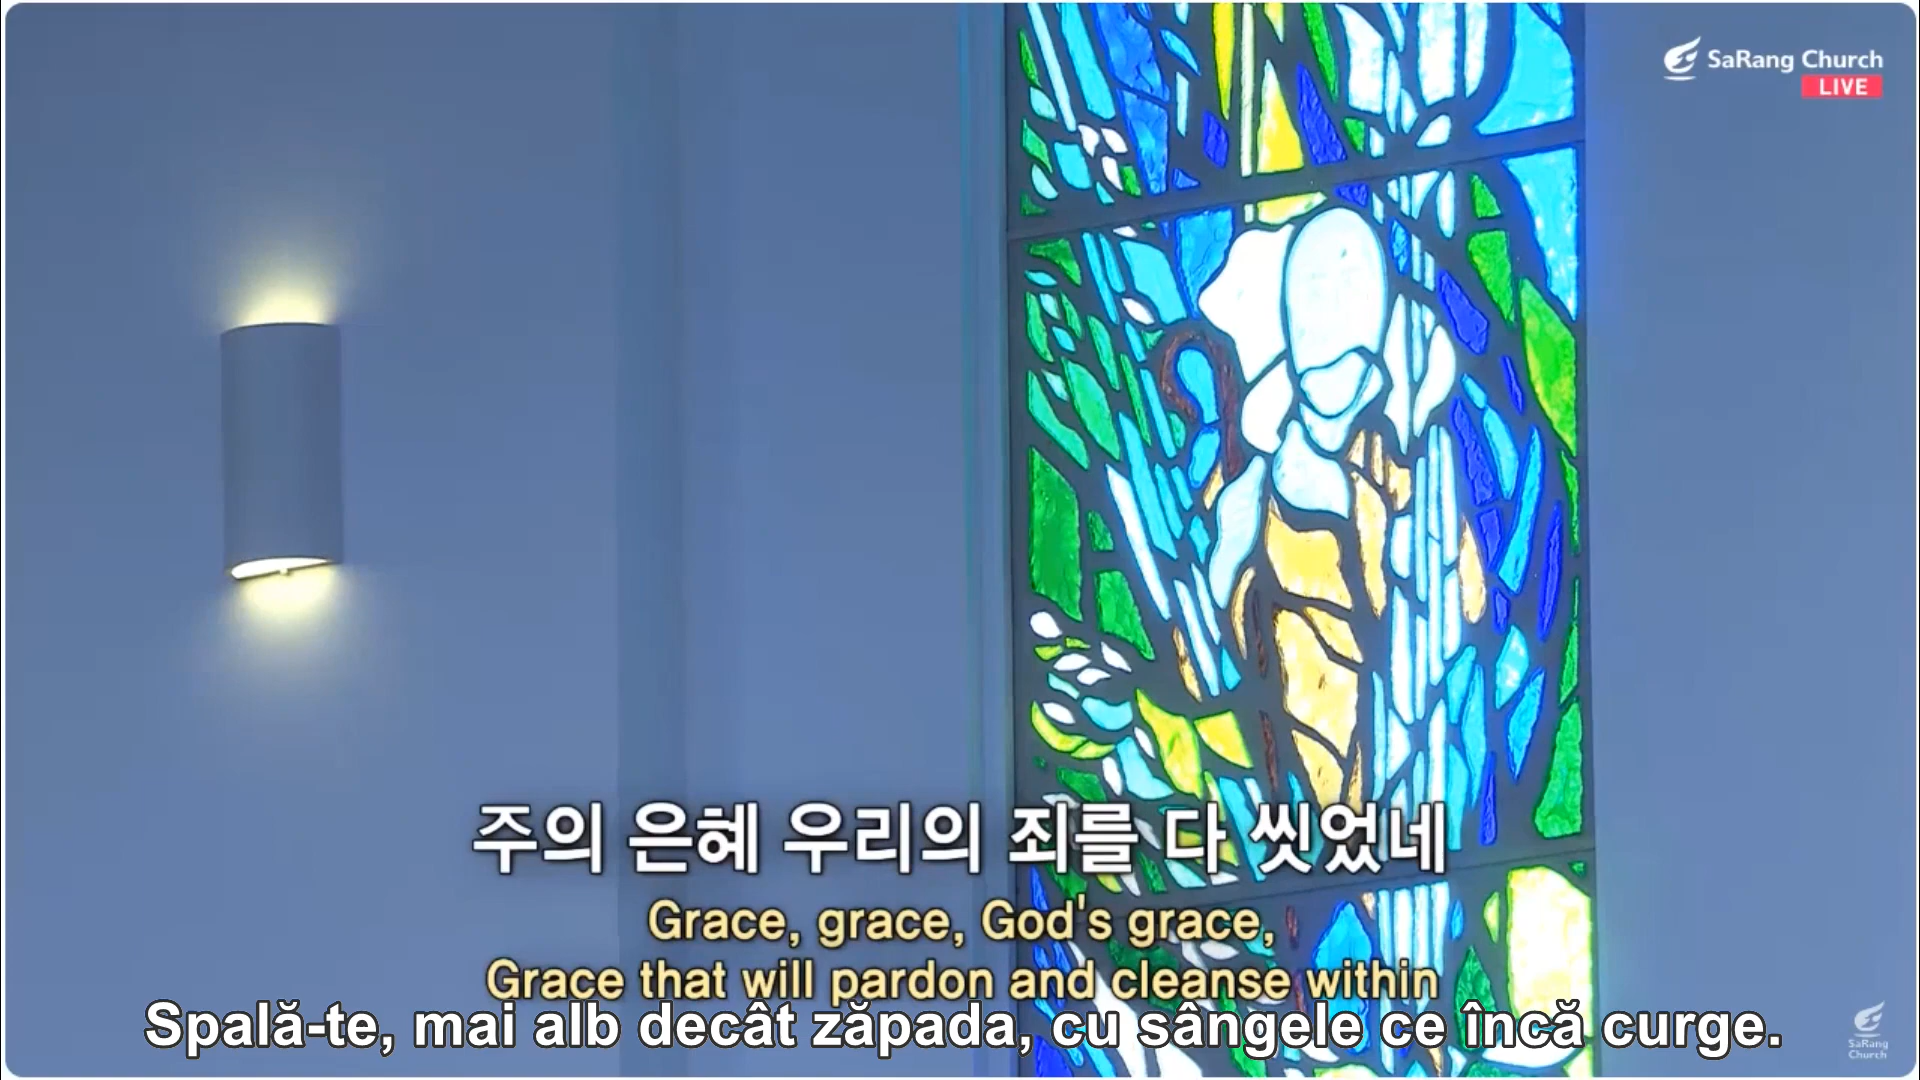 SaRang Church
LIVE
주의 은혜 우리의 죄를 다 씻었네
Grace, grace, God's grace,
Grace that will pardon and cleanse within
Spală-te, mai alb decât zăpada, cu sângele ce încă curge.
SaRang
Church